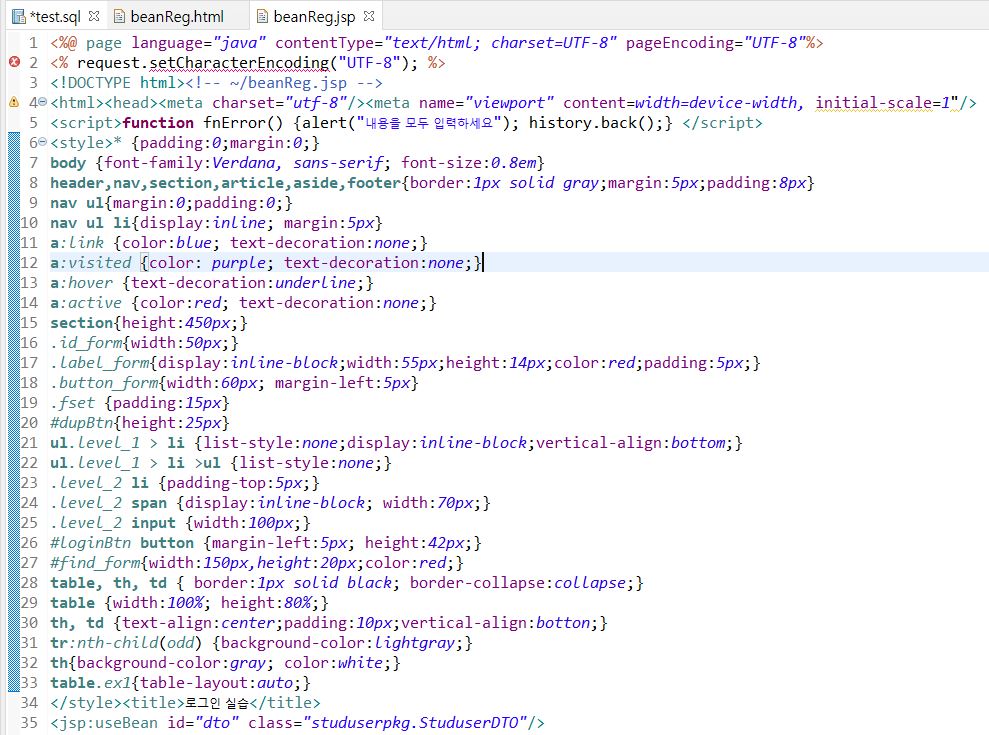 *test.sql beanReg.html beanReg.jsp
1 <%@ page language="java" contentType="text/html; charset=UTF-8" pageEncoding="UTF-8"%>
2 <% request.setCharacterEncoding("UTF-8"); %>
3 <!DOCTYPE html><!-- ~/beanReg.jsp -->
4 <html><head><meta charset="utf-8"/><meta name="viewport" content=width=device-width, initial-scale=1"/>
5 <script>function fnError() {alert("내용을 모두 입력하세요"); history.back();} </script>
6 <style>* {padding:0;margin:0;}
7 body {font-family:Verdana, sans-serif; font-size:0.8em}
8 header,nav,section,article,aside,footer{border:1px solid gray;margin:5px;padding:8px}
9 nav ul{margin:0;padding:0;}
10 nav ul li{display:inline; margin:5px}
11 a:link {color:blue; text-decoration:none;}
12 a:visited {color: purple; text-decoration:none;}
13 a:hover {text-decoration:underline;}
14 a:active {color:red; text-decoration:none;}
15 section{height:450px;}
16 .id_form{width:50px;}
17 .label_form{display:inline-block;width:55px;height:14px;color:red;padding:5px;}
18 .button_form{width:60px; margin-left:5px}
19 .fset {padding:15px}
20 #dupBtn{height:25px}
21 ul.level_1 > li {list-style:none;display:inline-block;vertical-align:bottom;}
22 ul.level_1 > li >ul {list-style:none;}
23 .level_2 li {padding-top:5px;}
24 .level_2 span {display:inline-block; width:70px;}
25 .level_2 input {width:100px;}
26 #loginBtn button {margin-left:5px; height:42px;}
27 #find_form{width:150px,height:20px;color:red;}
28 table, th, td { border:1px solid black; border-collapse:collapse;}
29 table {width:100%; height:80%;}
30 th, td {text-align:center;padding:10px;vertical-align:botton;}
31 tr:nth-child(odd) {background-color:lightgray;}
32 th{background-color:gray; color:white;}
33 table.ex1{table-layout:auto;}
34 </style><title>로그인 실습</title>
35 <jsp:useBean id="dto" class="studuserpkg.StuduserDTO"/>